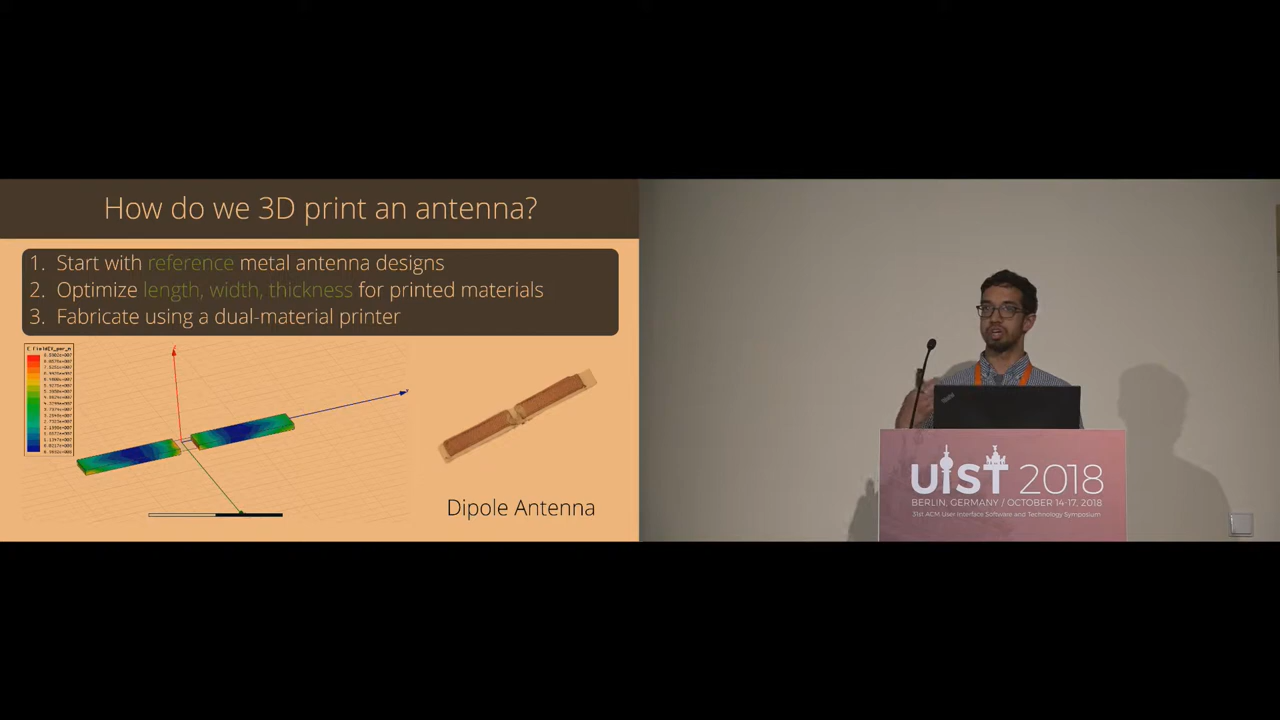 How do we 3D print an antenna?
1. Start with reference metal antenna designs
2. Optimize length, width, thickness for printed materials
3. Fabricate using a dual-material printer
Dipole Antenna
UIST 2018
BERLIN, GERMANY / OCTOBER 14-17, 2018
31st ACM User Interface Software and Technology Symposium